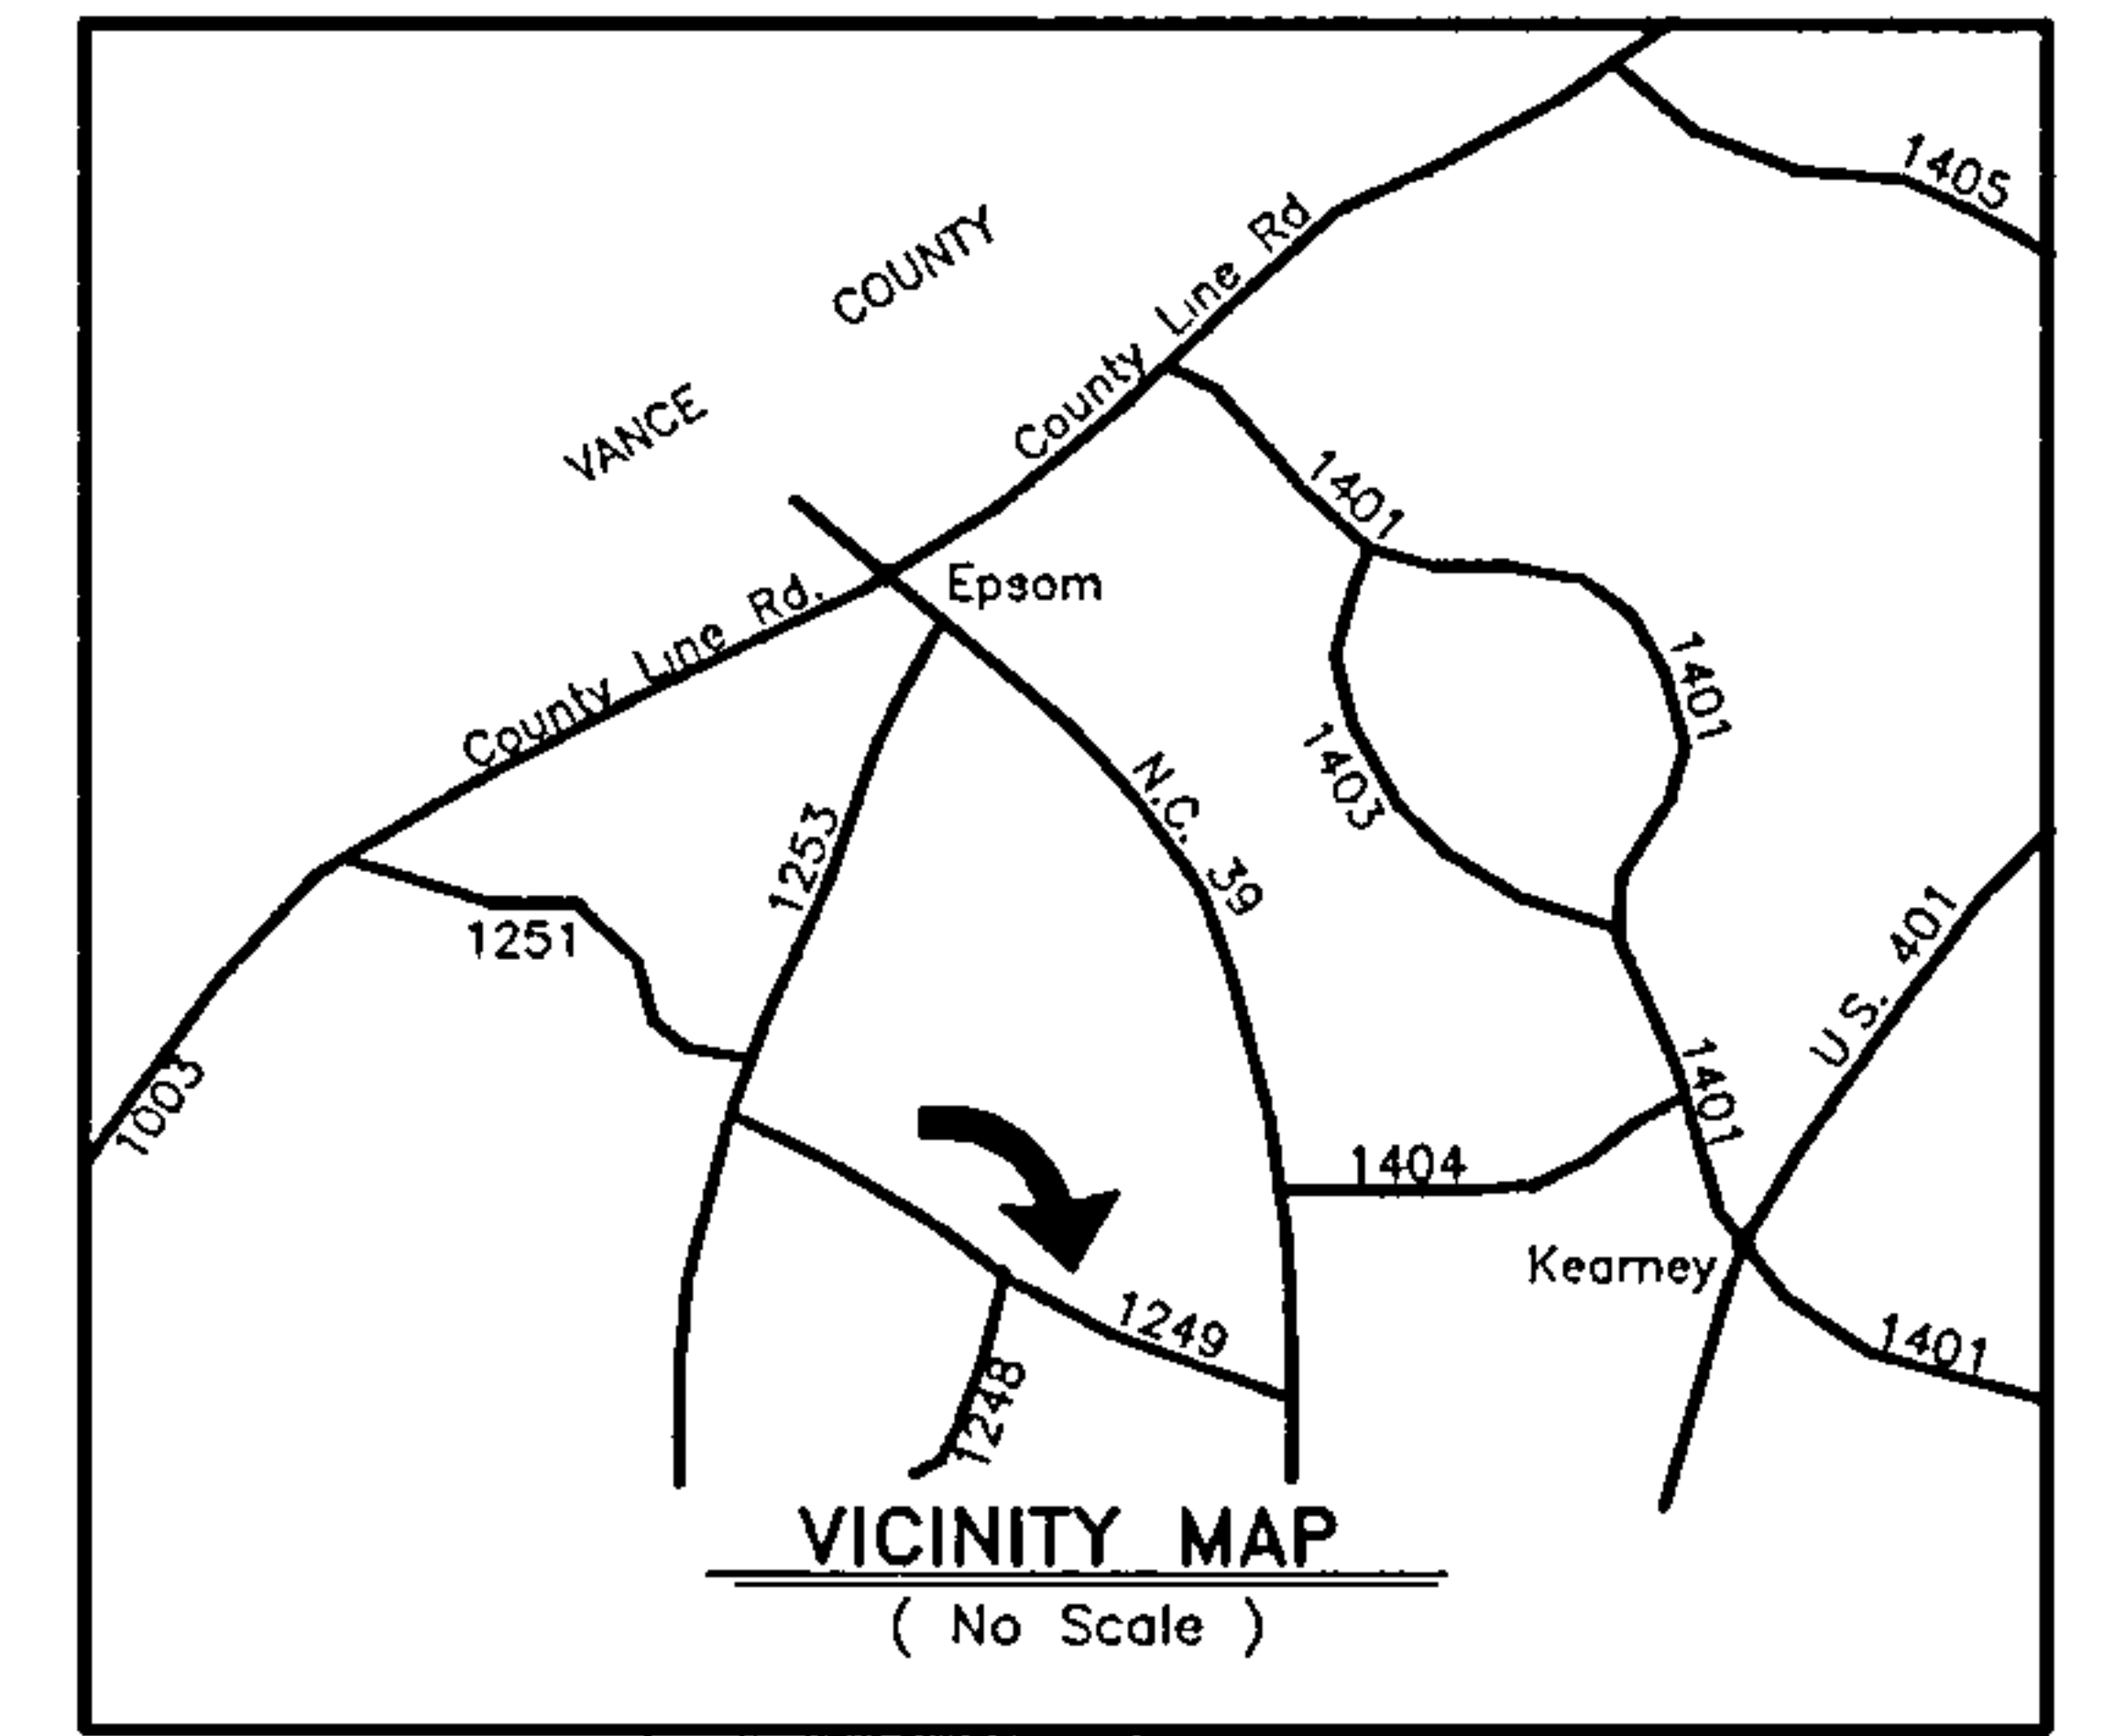 1405
COUNTY
VANCE
County Line Rd
1401
Epsom
County Line Rd.
1401
N.C. 39
1403
1253
1251
U.S. 401
1003
1401
1404
Kearney
1249
1401
1248
VICINITY MAP
( No Scale )